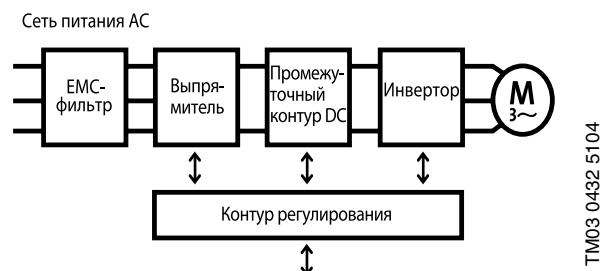 Сеть питания AC
EMC-
фильтр
Выпря-
митель
Промежу-
точный
контур DC
Инвертор
M
3~
Контур регулирования
TM03 0432 5104